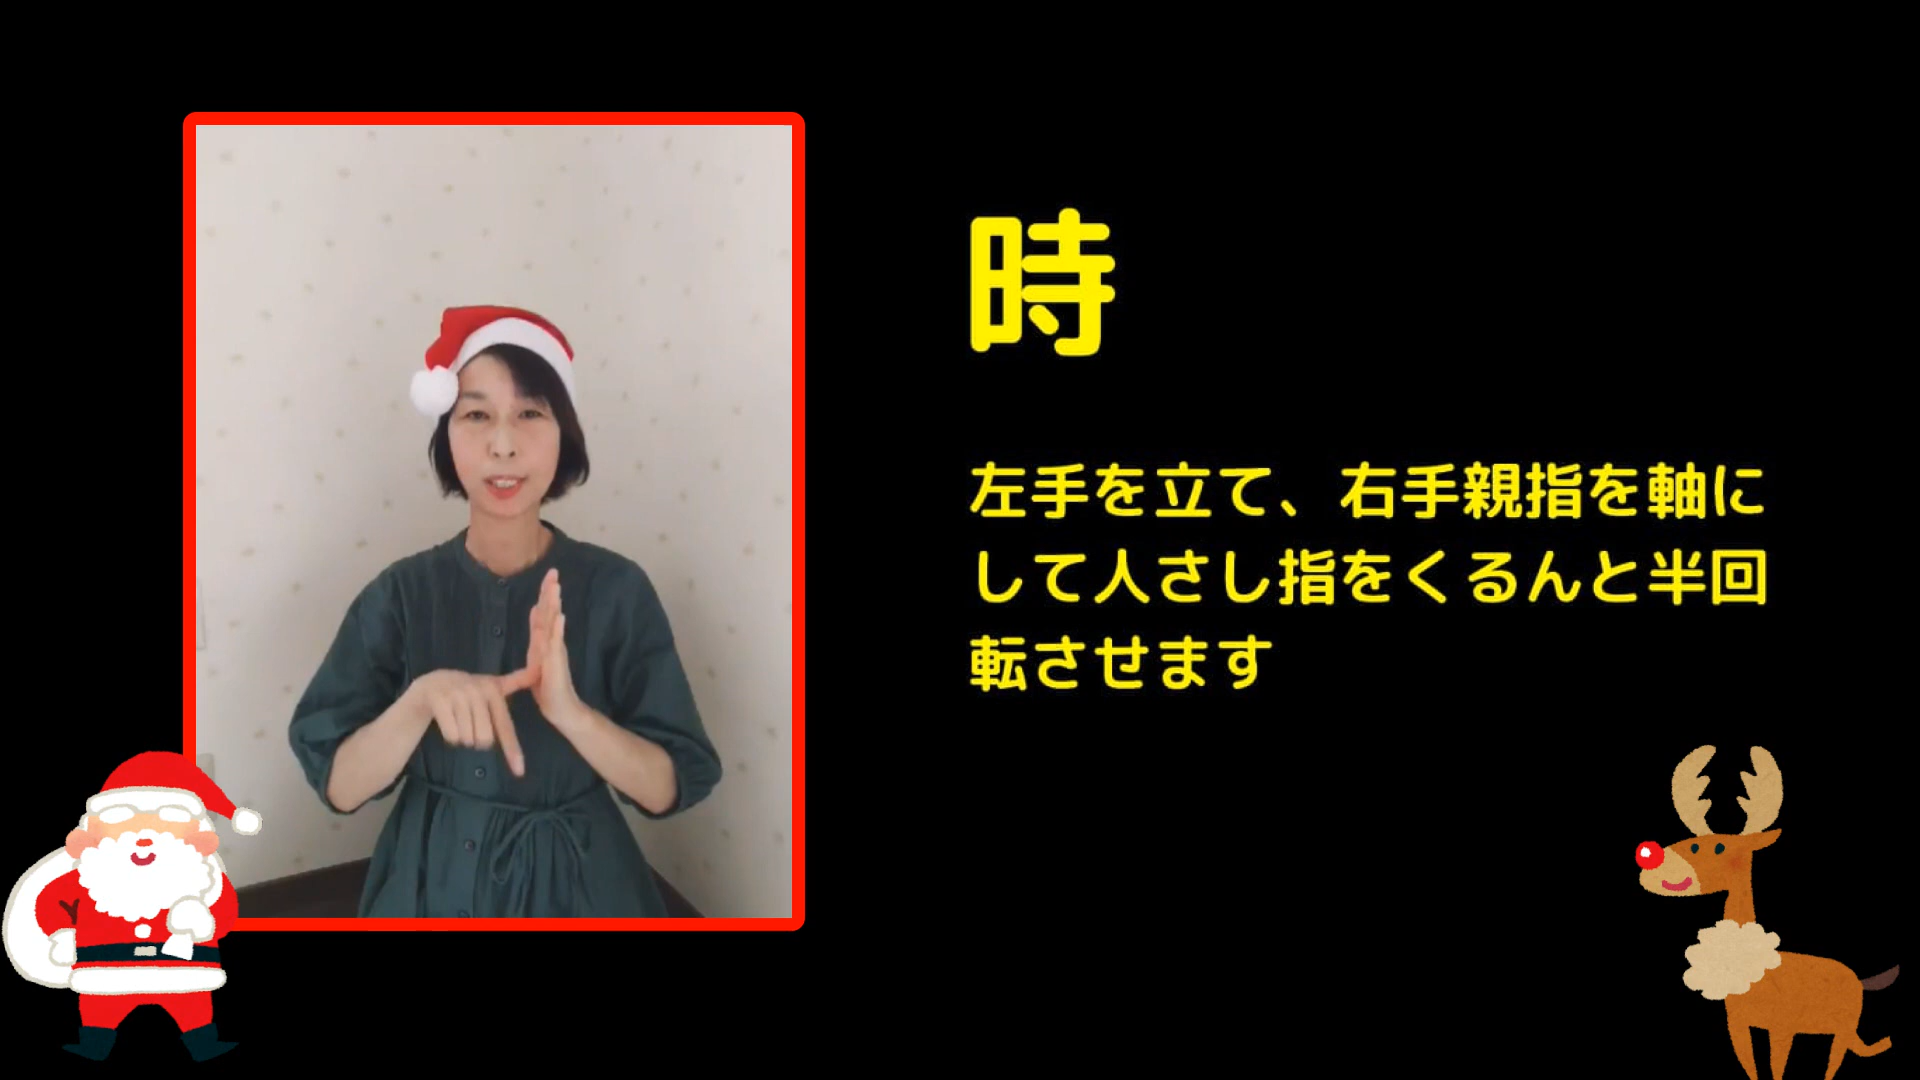 時
左手を立て、右手親指を軸に
して人さし指をくるんと半回
転させます